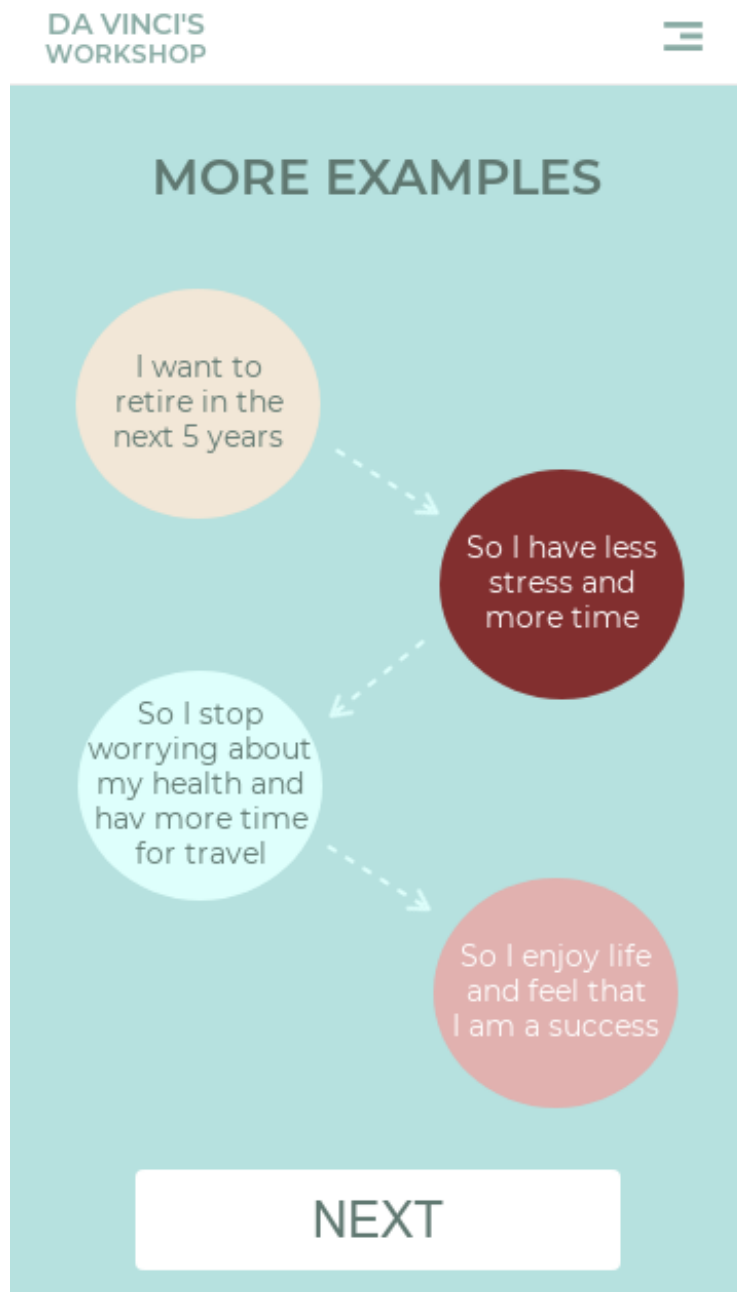 DA VINCI'S
WORKSHOP
MORE EXAMPLES
I want to
retire in the
next 5 years
So I have less
stress and
more time
So I stop
worrying about
my health and
hav more time
for travel
So I enjoy life
and feel that
I am a success
NEXT